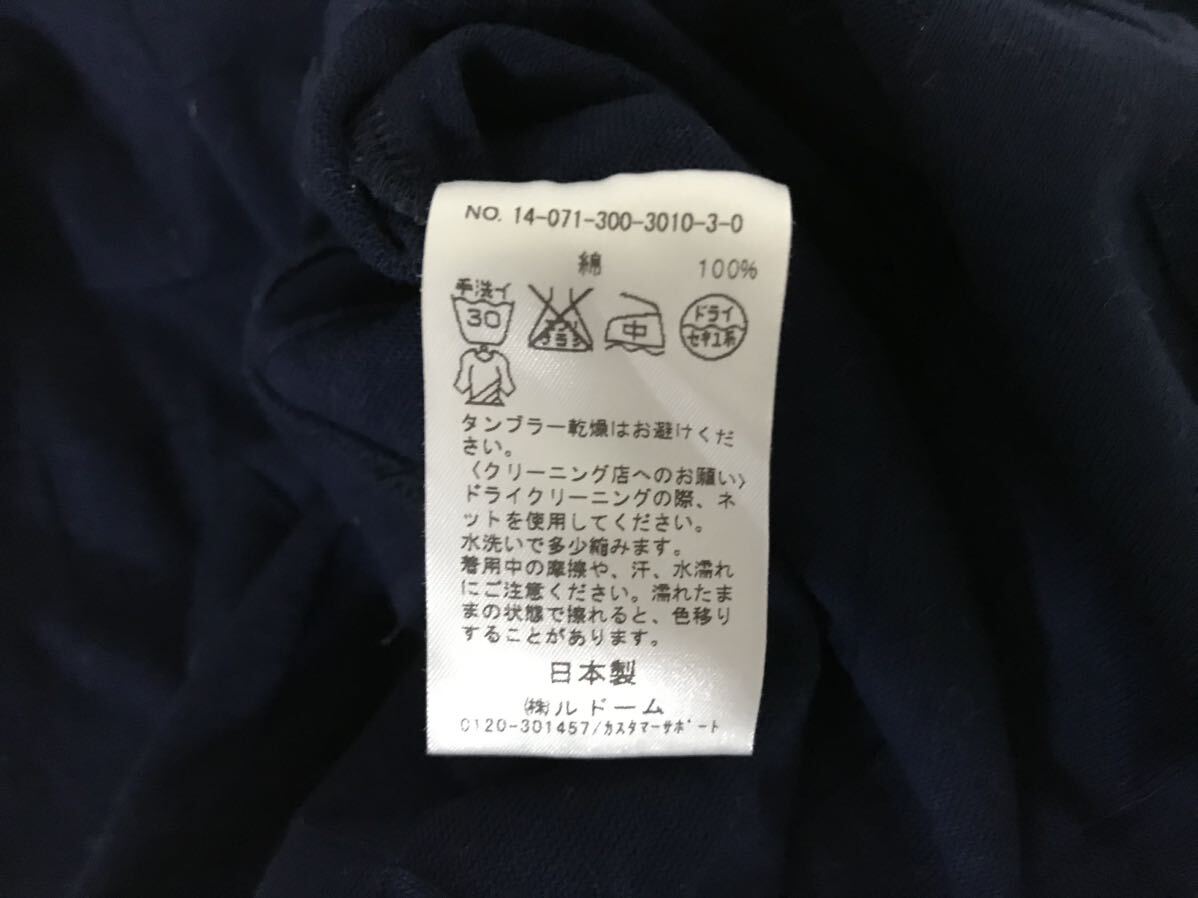 NO. 14-071-300-3010-3-0
綿 100%
手洗イ
30
中
ドライ
セキユ系
タンブラー乾燥はお避けくだ
さい。
〈クリーニング店へのお願い〉
ドライクリーニングの際、ネ
ットを使用してください。
水洗いで多少縮みます。
着用中の摩擦や、汗、水濡れ
にご注意ください。濡れたま
まの状態で擦れると、色移り
することがあります。
日本製
㈱ルドーム
0120-301457/カスタマーサポート